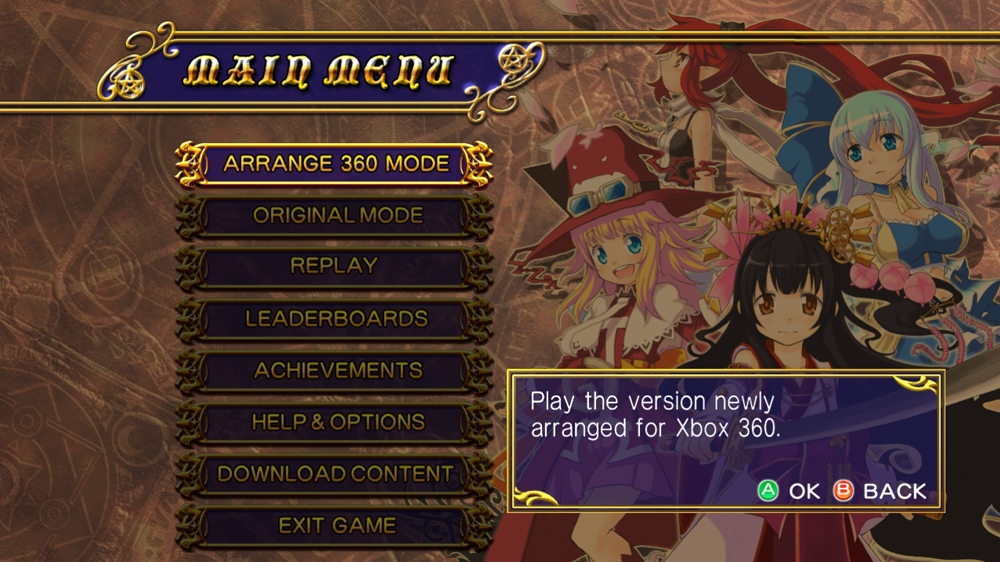 MAIN MENU
ARRANGE 360 MODE
ORIGINAL MODE
REPLAY
LEADERBOARDS
ACHIEVEMENTS
HELP & OPTIONS
DOWNLOAD CONTENT
EXIT GAME
Play the version newly
arranged for Xbox 360.
A OK B BACK